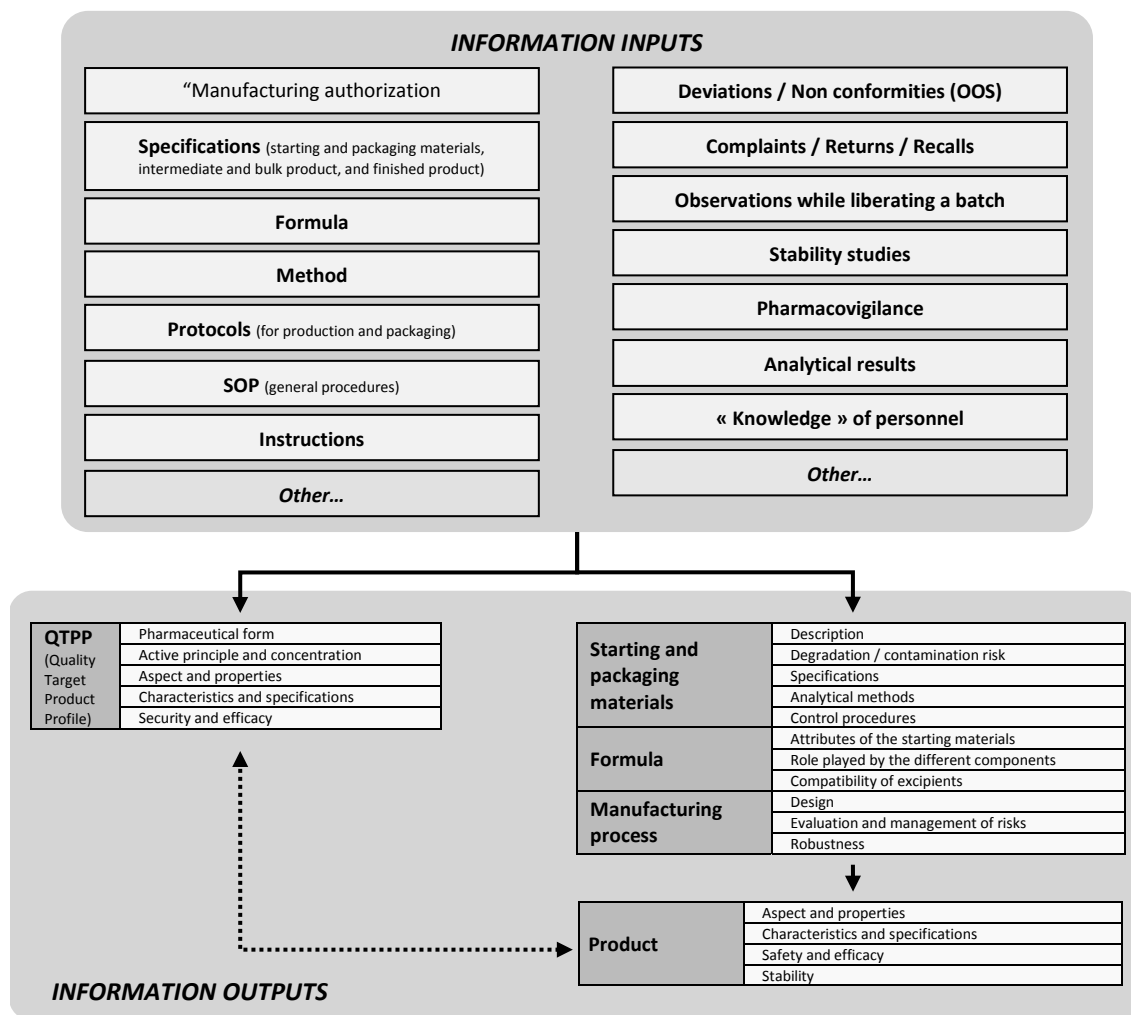 INFORMATION INPUTS
“Manufacturing authorization
Specifications (starting and packaging materials,
intermediate and bulk product, and finished product)
Formula
Method
Protocols (for production and packaging)
SOP (general procedures)
Instructions
Other…
Deviations / Non conformities (OOS)
Complaints / Returns / Recalls
Observations while liberating a batch
Stability studies
Pharmacovigilance
Analytical results
« Knowledge » of personnel
Other…
QTPP
(Quality
Target
Product
Profile)
Pharmaceutical form
Active principle and concentration
Aspect and properties
Characteristics and specifications
Security and efficacy
Starting and
packaging
materials
Description
Degradation / contamination risk
Specifications
Analytical methods
Control procedures
Formula
Attributes of the starting materials
Role played by the different components
Compatibility of excipients
Manufacturing
process
Design
Evaluation and management of risks
Robustness
Product
Aspect and properties
Characteristics and specifications
Safety and efficacy
Stability
INFORMATION OUTPUTS